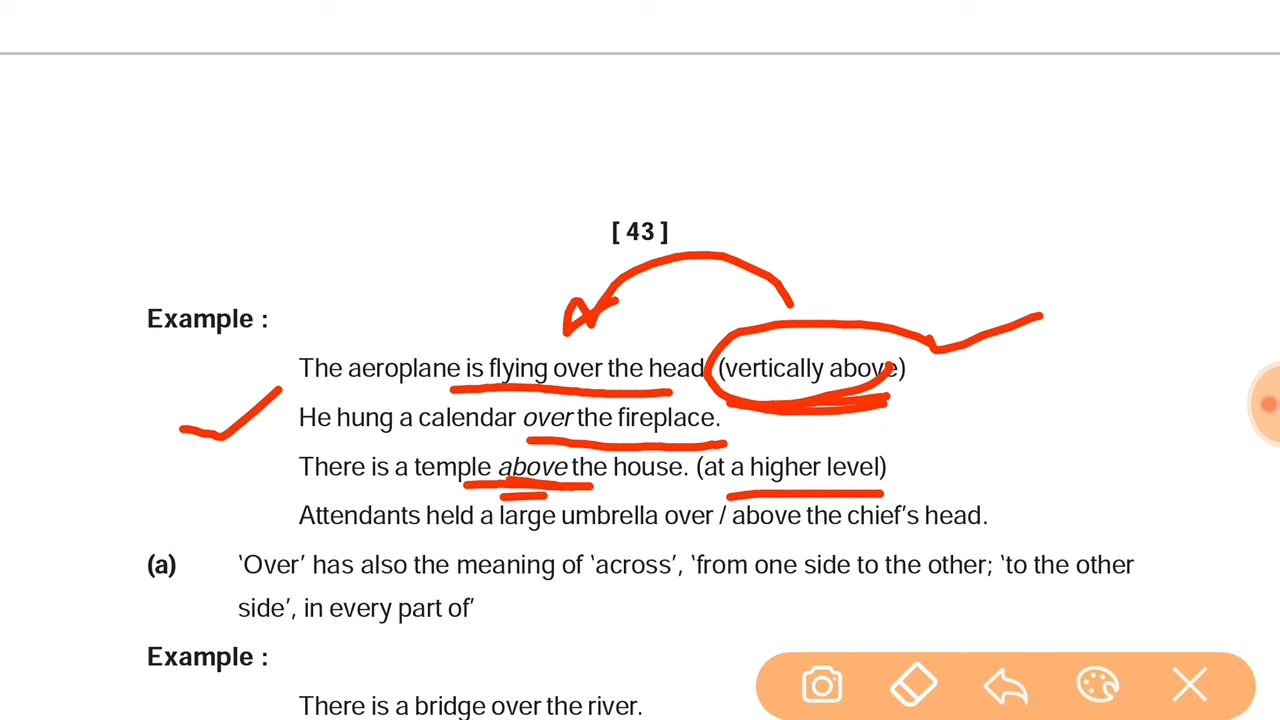 [ 43 ]
Example :
The aeroplane is flying over the head (vertically above)
He hung a calendar over the fireplace.
There is a temple above the house. (at a higher level)
Attendants held a large umbrella over / above the chief's head.
(a) 'Over' has also the meaning of 'across', 'from one side to the other; 'to the other
side', in every part of'
Example :
There is a bridge over the river.